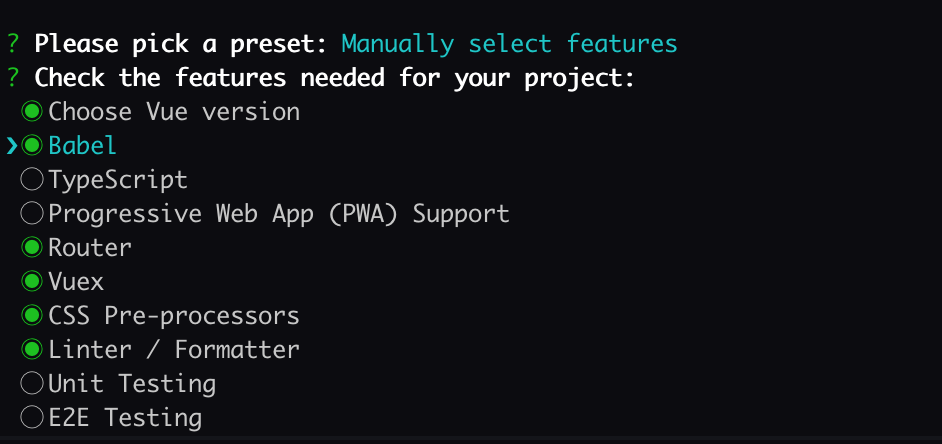 ? Please pick a preset: Manually select features
? Check the features needed for your project:
◉ Choose Vue version
❯◉ Babel
◯ TypeScript
◯ Progressive Web App (PWA) Support
◉ Router
◉ Vuex
◉ CSS Pre-processors
◉ Linter / Formatter
◯ Unit Testing
◯ E2E Testing